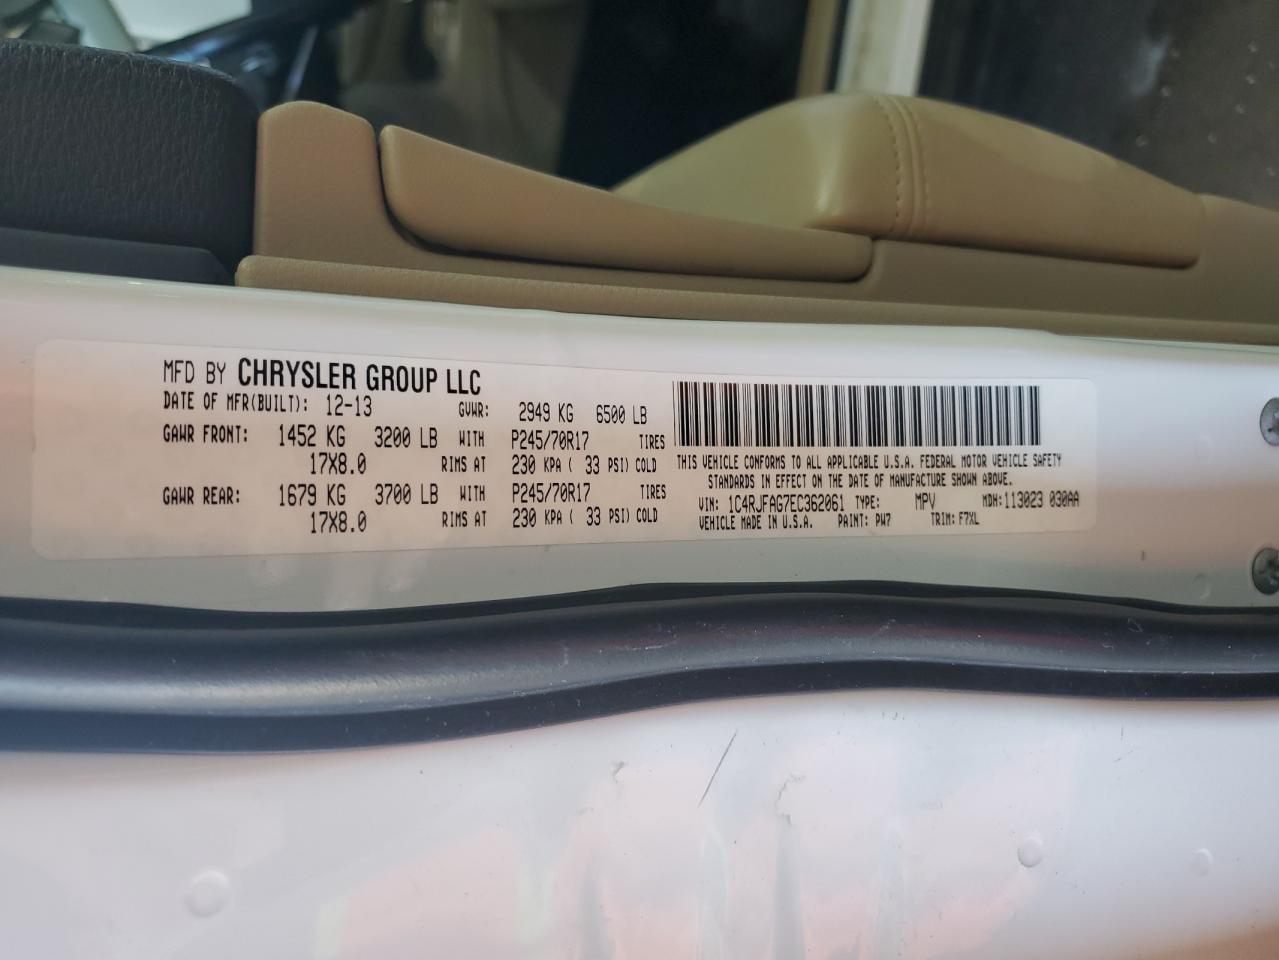 MFD BY CHRYSLER GROUP LLC
DATE OF MFR(BUILT): 12-13 GVWR: 2949 KG 6500 LB
GAWR FRONT: 1452 KG 3200 LB WITH P245/70R17 TIRES
17X8.0 RIMS AT 230 KPA ( 33 PSI) COLD
GAWR REAR: 1679 KG 3700 LB WITH P245/70R17 TIRES
17X8.0 RIMS AT 230 KPA ( 33 PSI) COLD
THIS VEHICLE CONFORMS TO ALL APPLICABLE U.S.A. FEDERAL MOTOR VEHICLE SAFETY
STANDARDS IN EFFECT ON THE DATE OF MANUFACTURE SHOWN ABOVE.
VIN: 1C4RJFAG7EC362061 TYPE: MPV MDH:113023 030AA
VEHICLE MADE IN U.S.A. PAINT: PW7 TRIM: F7XL